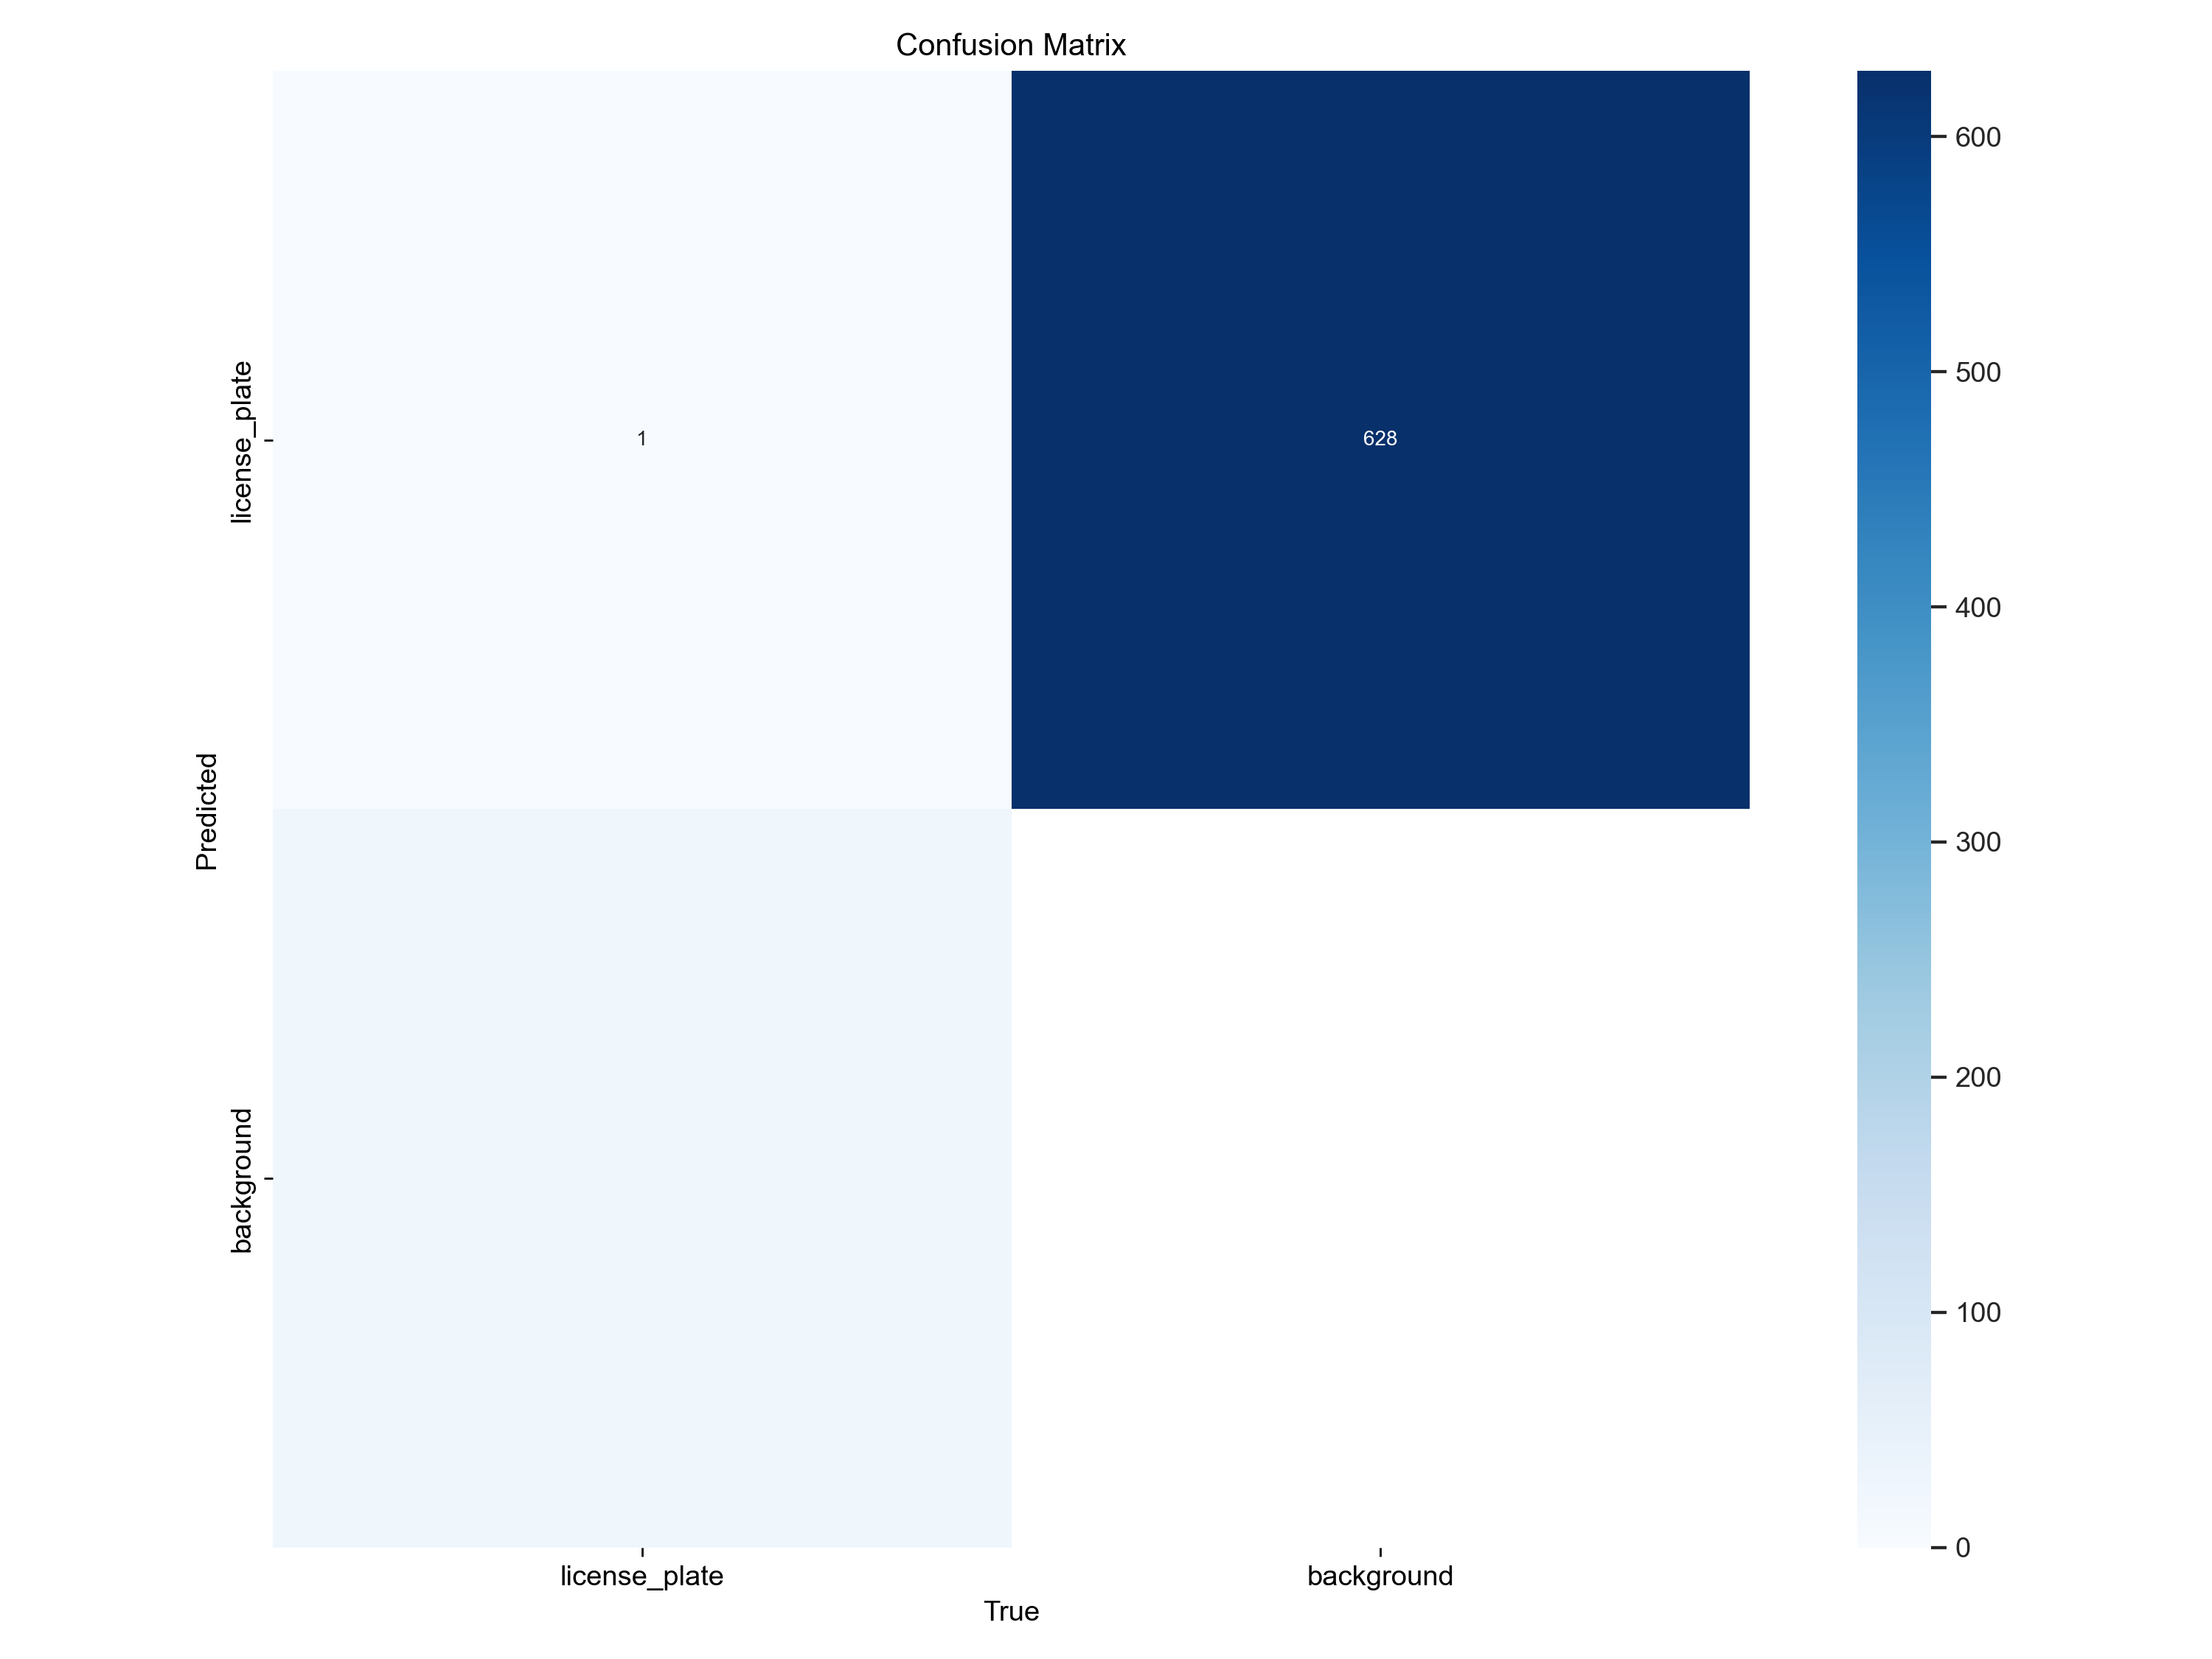 Confusion Matrix
Predicted
license_plate
1
628
background
license_plate
background
True
600
500
400
300
200
100
0